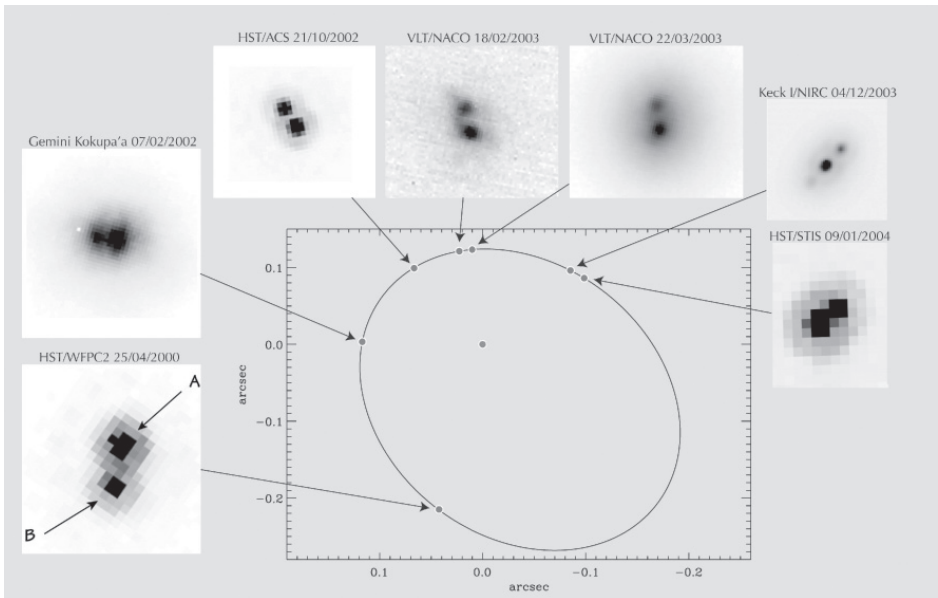 HST/ACS 21/10/2002
VLT/NACO 18/02/2003
VLT/NACO 22/03/2003
Keck I/NIRC 04/12/2003
Gemini Kokupa'a 07/02/2002
HST/STIS 09/01/2004
HST/WFPC2 25/04/2000
A
B
0.1
0.0
−0.1
−0.2
arcsec
0.1
0.0
−0.1
−0.2
arcsec